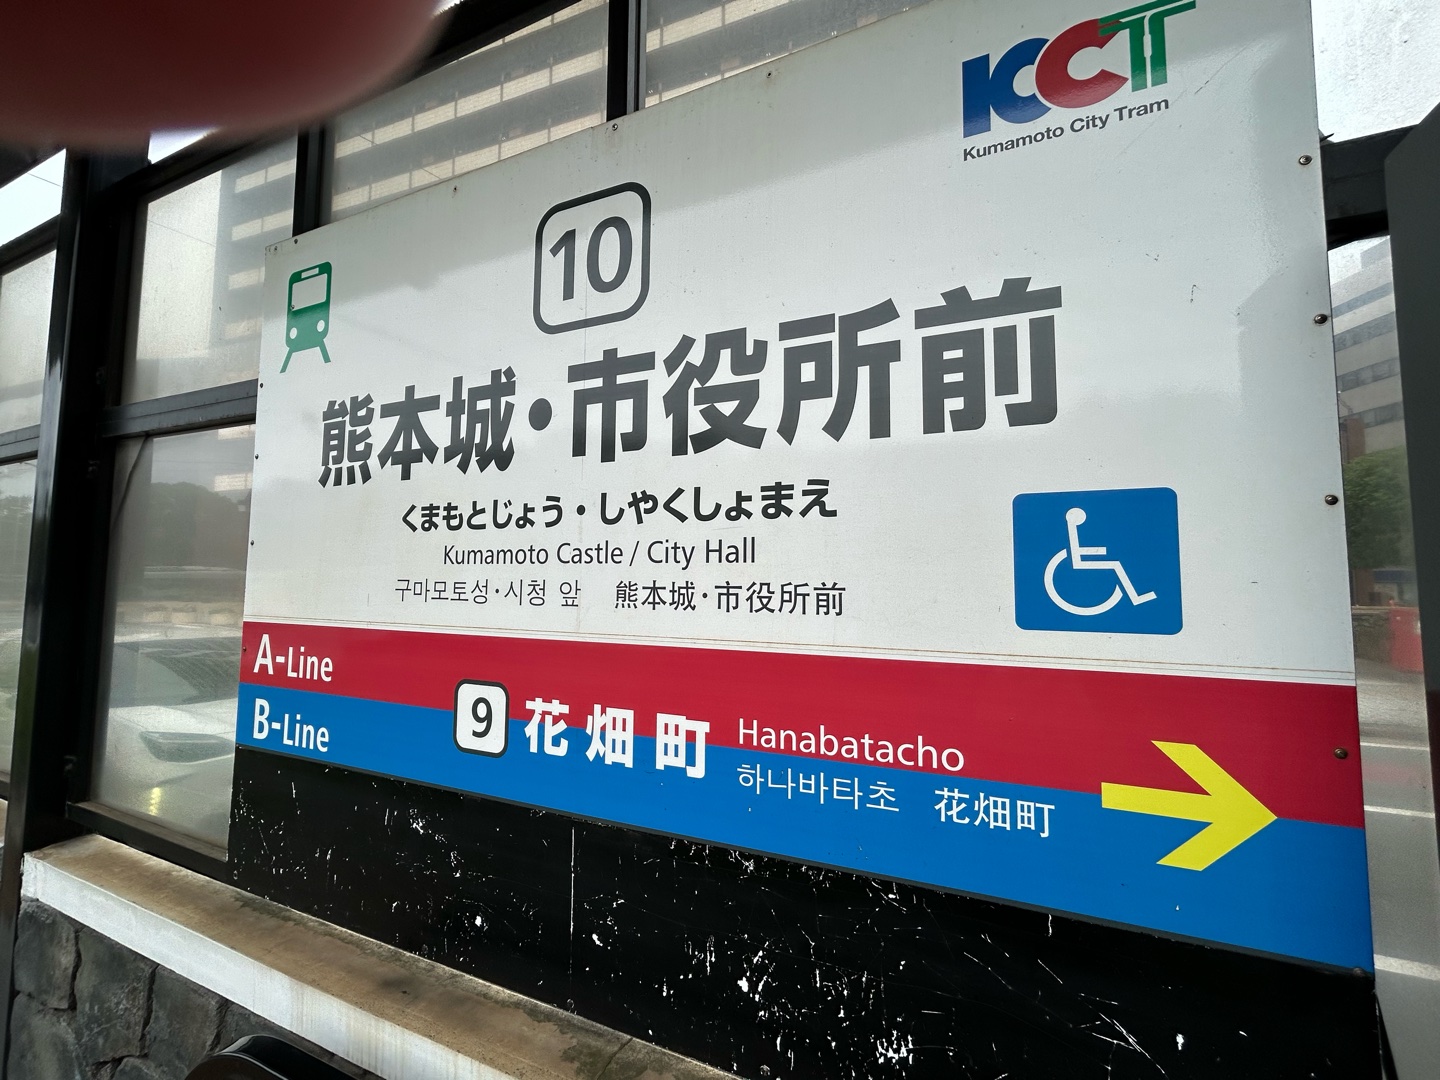 KCT
Kumamoto City Tram
10
熊本城・市役所前
くまもとじょう・しやくしょまえ
Kumamoto Castle / City Hall
구마모토성·시청 앞 熊本城·市役所前
A-Line
B-Line
9 花畑町 Hanabatacho
하나바타초 花畑町